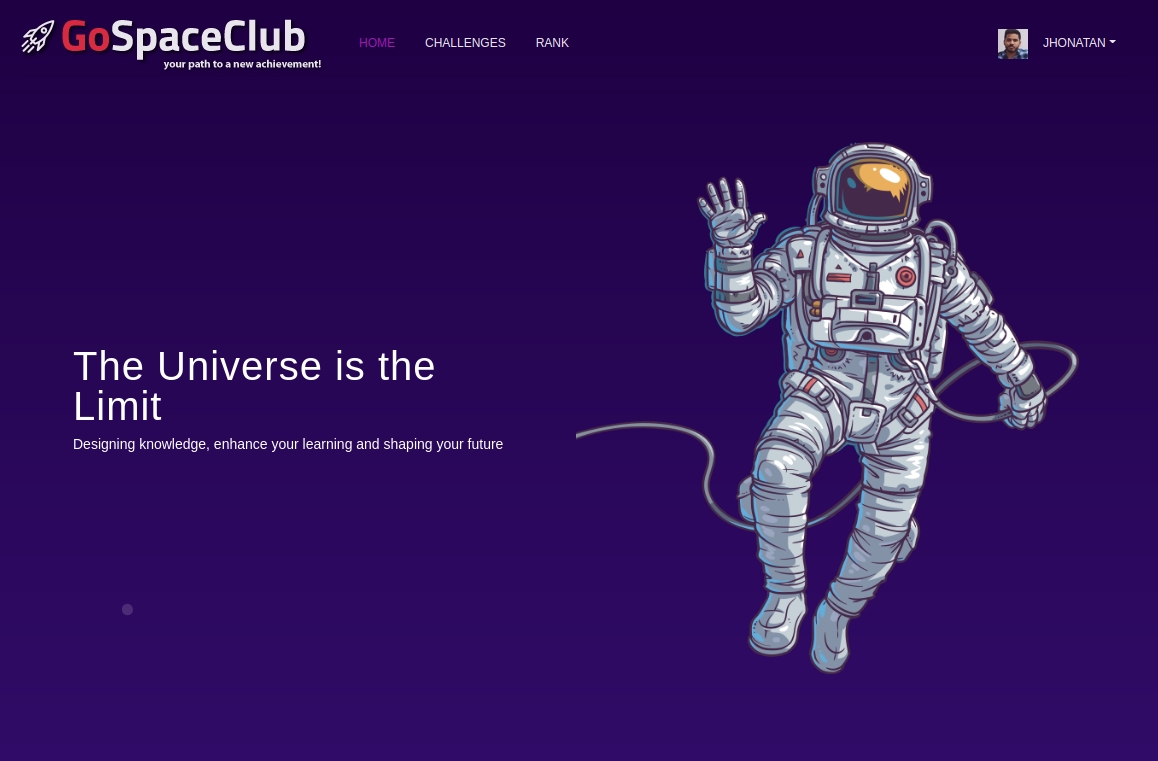 GoSpaceClub
your path to a new achievement!
HOME CHALLENGES RANK JHONATAN
The Universe is the
Limit
Designing knowledge, enhance your learning and shaping your future